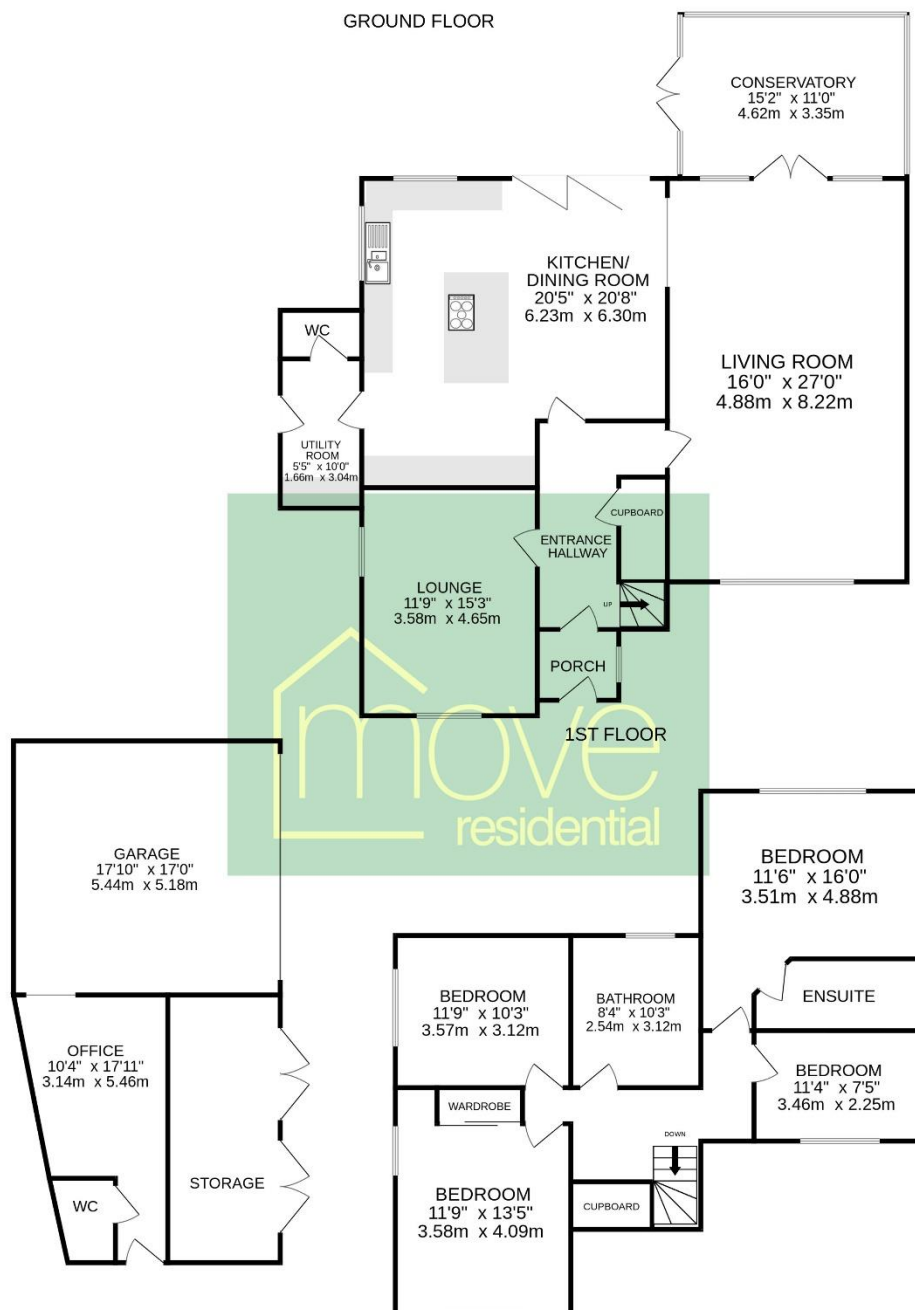 GROUND FLOOR
CONSERVATORY
15'2" x 11'0"
4.62m x 3.35m
KITCHEN/
DINING ROOM
20'5" x 20'8"
6.23m x 6.30m
WC
LIVING ROOM
16'0" x 27'0"
4.88m x 8.22m
UTILITY
ROOM
5'5" x 10'0"
1.66m x 3.04m
CUPBOARD
ENTRANCE
HALLWAY
LOUNGE
11'9" x 15'3"
3.58m x 4.65m
UP
PORCH
move
residential
1ST FLOOR
GARAGE
17'10" x 17'0"
5.44m x 5.18m
BEDROOM
11'6" x 16'0"
3.51m x 4.88m
BEDROOM
11'9" x 10'3"
3.57m x 3.12m
BATHROOM
8'4" x 10'3"
2.54m x 3.12m
ENSUITE
OFFICE
10'4" x 17'11"
3.14m x 5.46m
BEDROOM
11'4" x 7'5"
3.46m x 2.25m
WARDROBE
DOWN
STORAGE
WC
BEDROOM
11'9" x 13'5"
3.58m x 4.09m
CUPBOARD